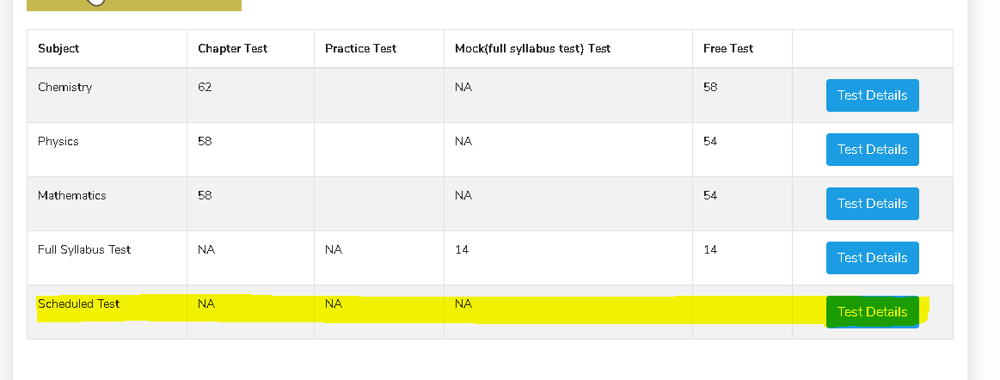 Subject Chapter Test Practice Test Mock(full syllabus test) Test Free Test
Chemistry 62 NA 58 Test Details
Physics 58 NA 54 Test Details
Mathematics 58 NA 54 Test Details
Full Syllabus Test NA NA 14 14 Test Details
Scheduled Test NA NA NA Test Details